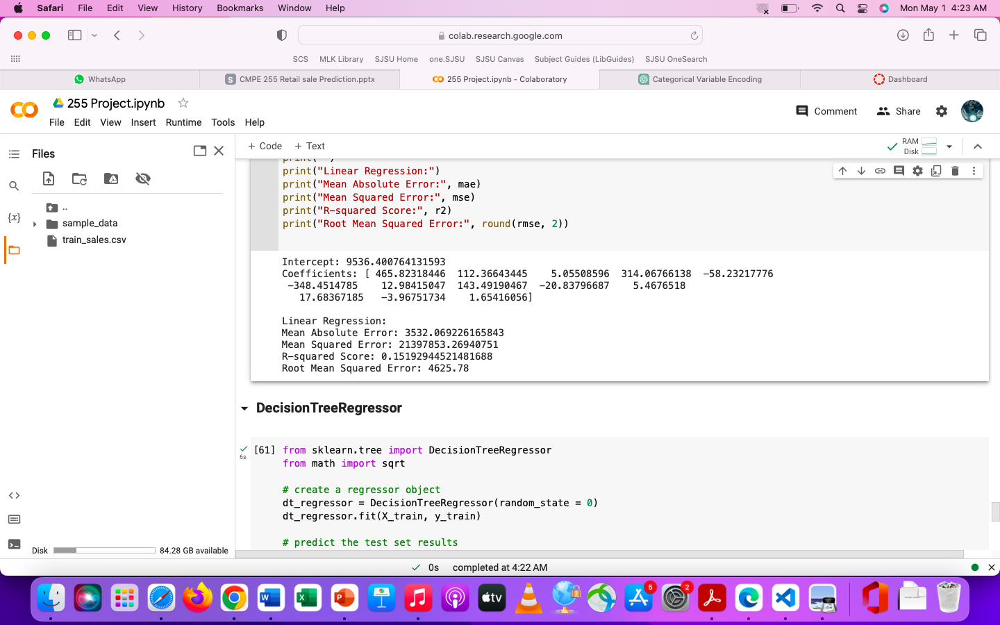 Safari File Edit View History Bookmarks Window Help Mon May 1 4:23 AM
colab.research.google.com
SCS MLK Library SJSU Home one.SJSU SJSU Canvas Subject Guides (LibGuides) SJSU OneSearch
WhatsApp S CMPE 255 Retail sale Prediction.pptx 255 Project.ipynb - Colaboratory Categorical Variable Encoding Dashboard
255 Project.ipynb
Comment Share
File Edit View Insert Runtime Tools Help
Files
+ Code + Text
RAM
Disk
..
sample_data
train_sales.csv
{x}
print("Linear Regression:")
print("Mean Absolute Error:", mae)
print("Mean Squared Error:", mse)
print("R-squared Score:", r2)
print("Root Mean Squared Error:", round(rmse, 2))
Intercept: 9536.400764131593
Coefficients: [ 465.82318446 112.36643445 5.05508596 314.06766138 -58.23217776
-348.4514785 12.98415047 143.49190467 -20.83796687 5.4676518
17.68367185 -3.96751734 1.65416056]
Linear Regression:
Mean Absolute Error: 3532.069226165843
Mean Squared Error: 21397853.26940751
R-squared Score: 0.15192944521481688
Root Mean Squared Error: 4625.78
DecisionTreeRegressor
6s
[61] from sklearn.tree import DecisionTreeRegressor
from math import sqrt
# create a regressor object
dt_regressor = DecisionTreeRegressor(random_state = 0)
dt_regressor.fit(X_train, y_train)
# predict the test set results
Disk 84.28 GB available
0s completed at 4:22 AM
W X P tv 5 2